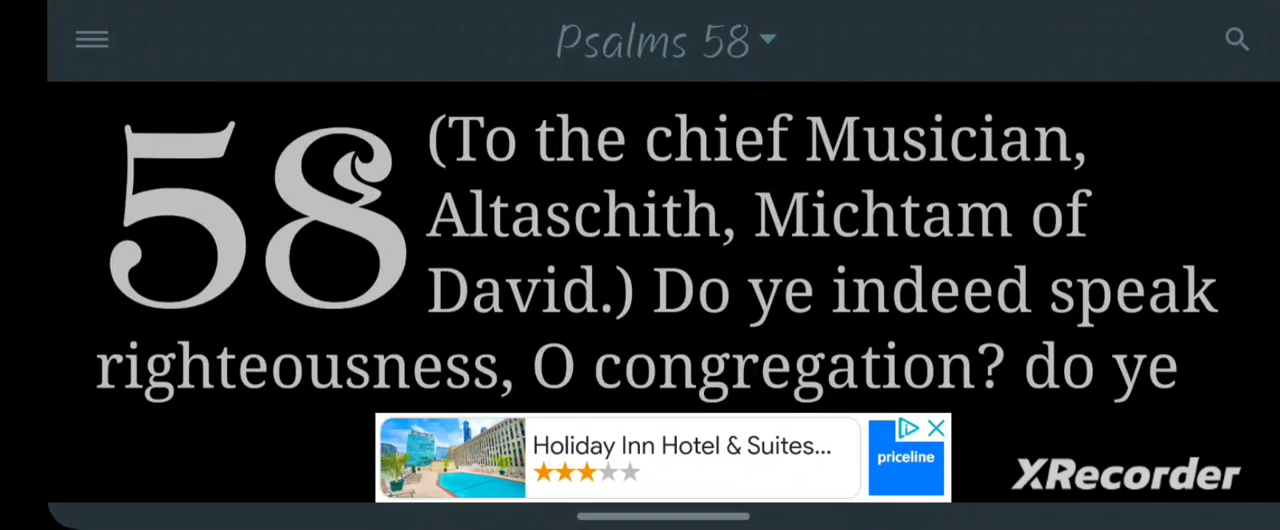 Psalms 58
58 (To the chief Musician,
Altaschith, Michtam of
David.) Do ye indeed speak
righteousness, O congregation? do ye
Holiday Inn Hotel & Suites...
priceline
XRecorder